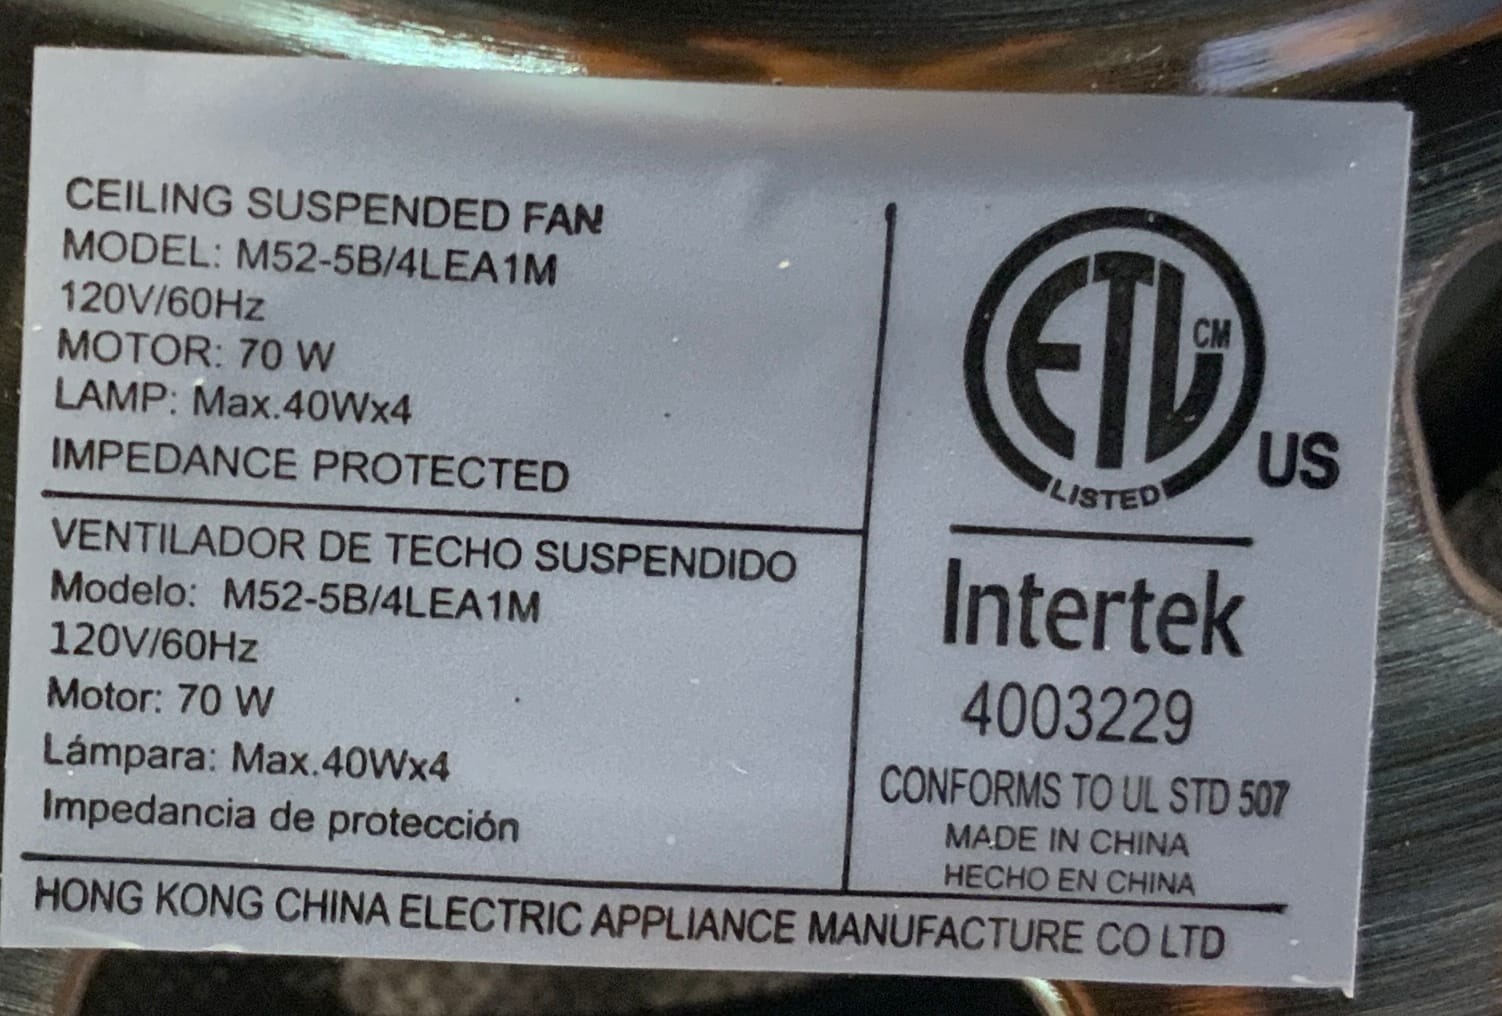 CEILING SUSPENDED FAN
MODEL: M52-5B/4LEA1M
120V/60Hz
MOTOR: 70 W
LAMP: Max.40Wx4
IMPEDANCE PROTECTED
VENTILADOR DE TECHO SUSPENDIDO
Modelo: M52-5B/4LEA1M
120V/60Hz
Motor: 70 W
Lámpara: Max.40Wx4
Impedancia de protección
ETL CM
LISTED
US
Intertek
4003229
CONFORMS TO UL STD 507
MADE IN CHINA
HECHO EN CHINA
HONG KONG CHINA ELECTRIC APPLIANCE MANUFACTURE CO LTD